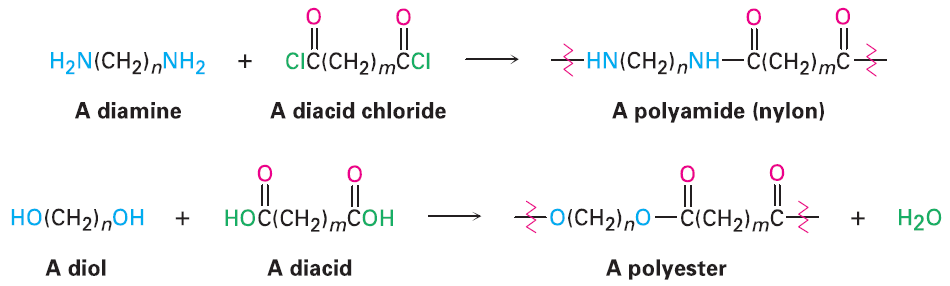 O O O O
H₂N(CH₂)ₙNH₂ + ClC(CH₂)ₘCCl ⟶ HN(CH₂)ₙNH—C(CH₂)ₘC
A diamine A diacid chloride A polyamide (nylon)
O O O O
HO(CH₂)ₙOH + HOC(CH₂)ₘCOH ⟶ O(CH₂)ₙO—C(CH₂)ₘC + H₂O
A diol A diacid A polyester